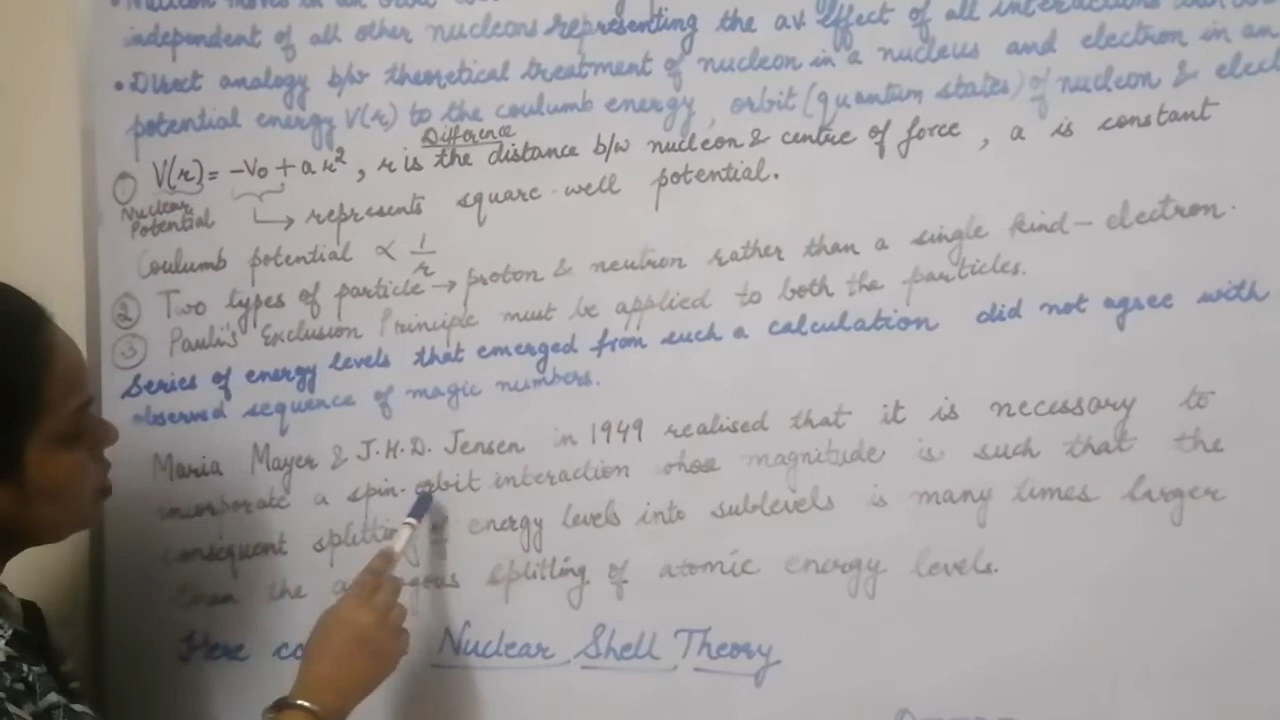 independent of all other nucleons representing the av effect of all interactions
• Direct analogy b/w theoretical treatment of nucleon in a nucleus and electron in an
potential energy V(r) to the coulumb energy, orbit (quantum states) of nucleon & elect
Difference
① V(r) = -V₀ + ar², r is the distance b/w nucleon & centre of force, a is constant
Nuclear Potential → represents square-well potential.
Coulumb potential ∝ 1/r
② Two types of particle → proton & neutron rather than a single kind - electron.
③ Pauli's Exclusion Principle must be applied to both the particles.
Series of energy levels that emerged from such a calculation did not agree with
observed sequence of magic numbers.
Maria Mayer & J.H.D. Jensen in 1949 realised that it is necessary to
incorporate a spin-orbit interaction whose magnitude is such that the
consequent splitting energy levels into sublevels is many times larger
than the splitting of atomic energy levels.
Here Nuclear Shell Theory